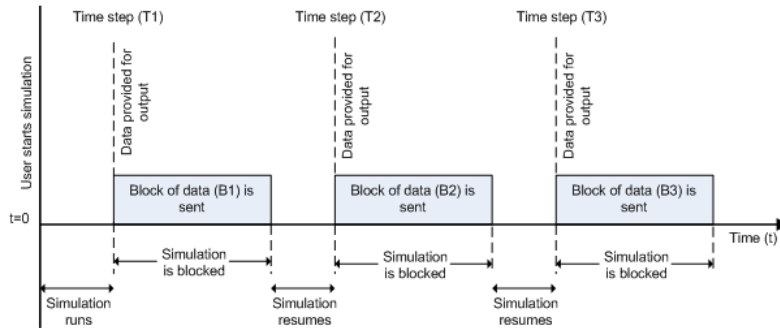 Time step (T1)
Time step (T2)
Time step (T3)
User starts simulation
Data provided for
output
Data provided for
output
Data provided for
output
Block of data (B1) is
sent
Block of data (B2) is
sent
Block of data (B3) is
sent
t=0
Time (t)
Simulation
is blocked
Simulation
is blocked
Simulation
is blocked
Simulation
runs
Simulation
resumes
Simulation
resumes